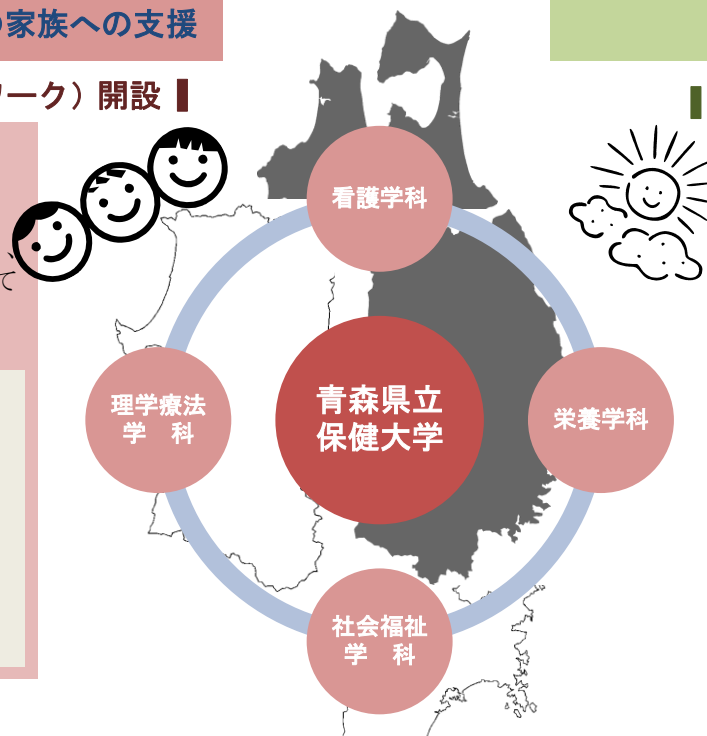 の家族への支援
ワーク）開設
、
て
看護学科
理学療法
学　科
青森県立
保健大学
栄養学科
社会福祉
学　科